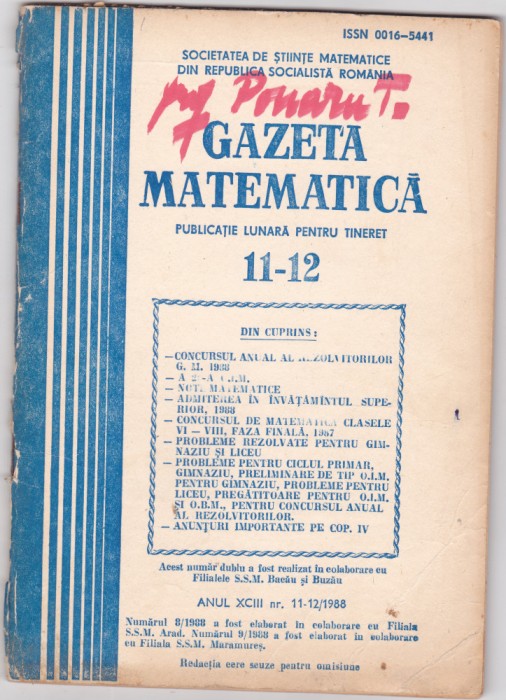 ISSN 0016-5441
SOCIETATEA DE ȘTIINȚE MATEMATICE
DIN REPUBLICA SOCIALISTĂ ROMÂNIA
GAZETA
MATEMATICĂ
PUBLICAȚIE LUNARĂ PENTRU TINERET
11-12
DIN CUPRINS :
—CONCURSUL ANUAL AL REZOLVITORILOR
G. M. 1988
— A
— NOTE MATEMATICE
— ADMITEREA IN ÎNVĂȚĂMÎNTUL SUPE-
RIOR, 1988
— CONCURSUL DE MATEMATICĂ CLASELE
VI — VIII, FAZA FINALĂ, 1987
— PROBLEME REZOLVATE PENTRU GIM-
NAZIU ȘI LICEU
— PROBLEME PENTRU CICLUL PRIMAR,
GIMNAZIU, PRELIMINARE DE TIP O.I.M.
PENTRU GIMNAZIU, PROBLEME PENTRU
LICEU, PREGĂTITOARE PENTRU O.I.M.
ȘI O.B.M., PENTRU CONCURSUL ANUAL
AL REZOLVITORILOR.
— ANUNȚURI IMPORTANTE PE COP. IV
Acest număr dublu a fost realizat in colaborare cu
Filialele S.S.M. Bacău și Buzău
ANUL XCIII nr. 11-12/1988
Numărul 8/1988 a fost elaborat in colaborare cu Filiala
S.S.M. Arad. Numărul 9/1988 a fost elaborat in colaborare
cu Filiala S.S.M. Maramureș.
Redacția cere scuze pentru omisiune